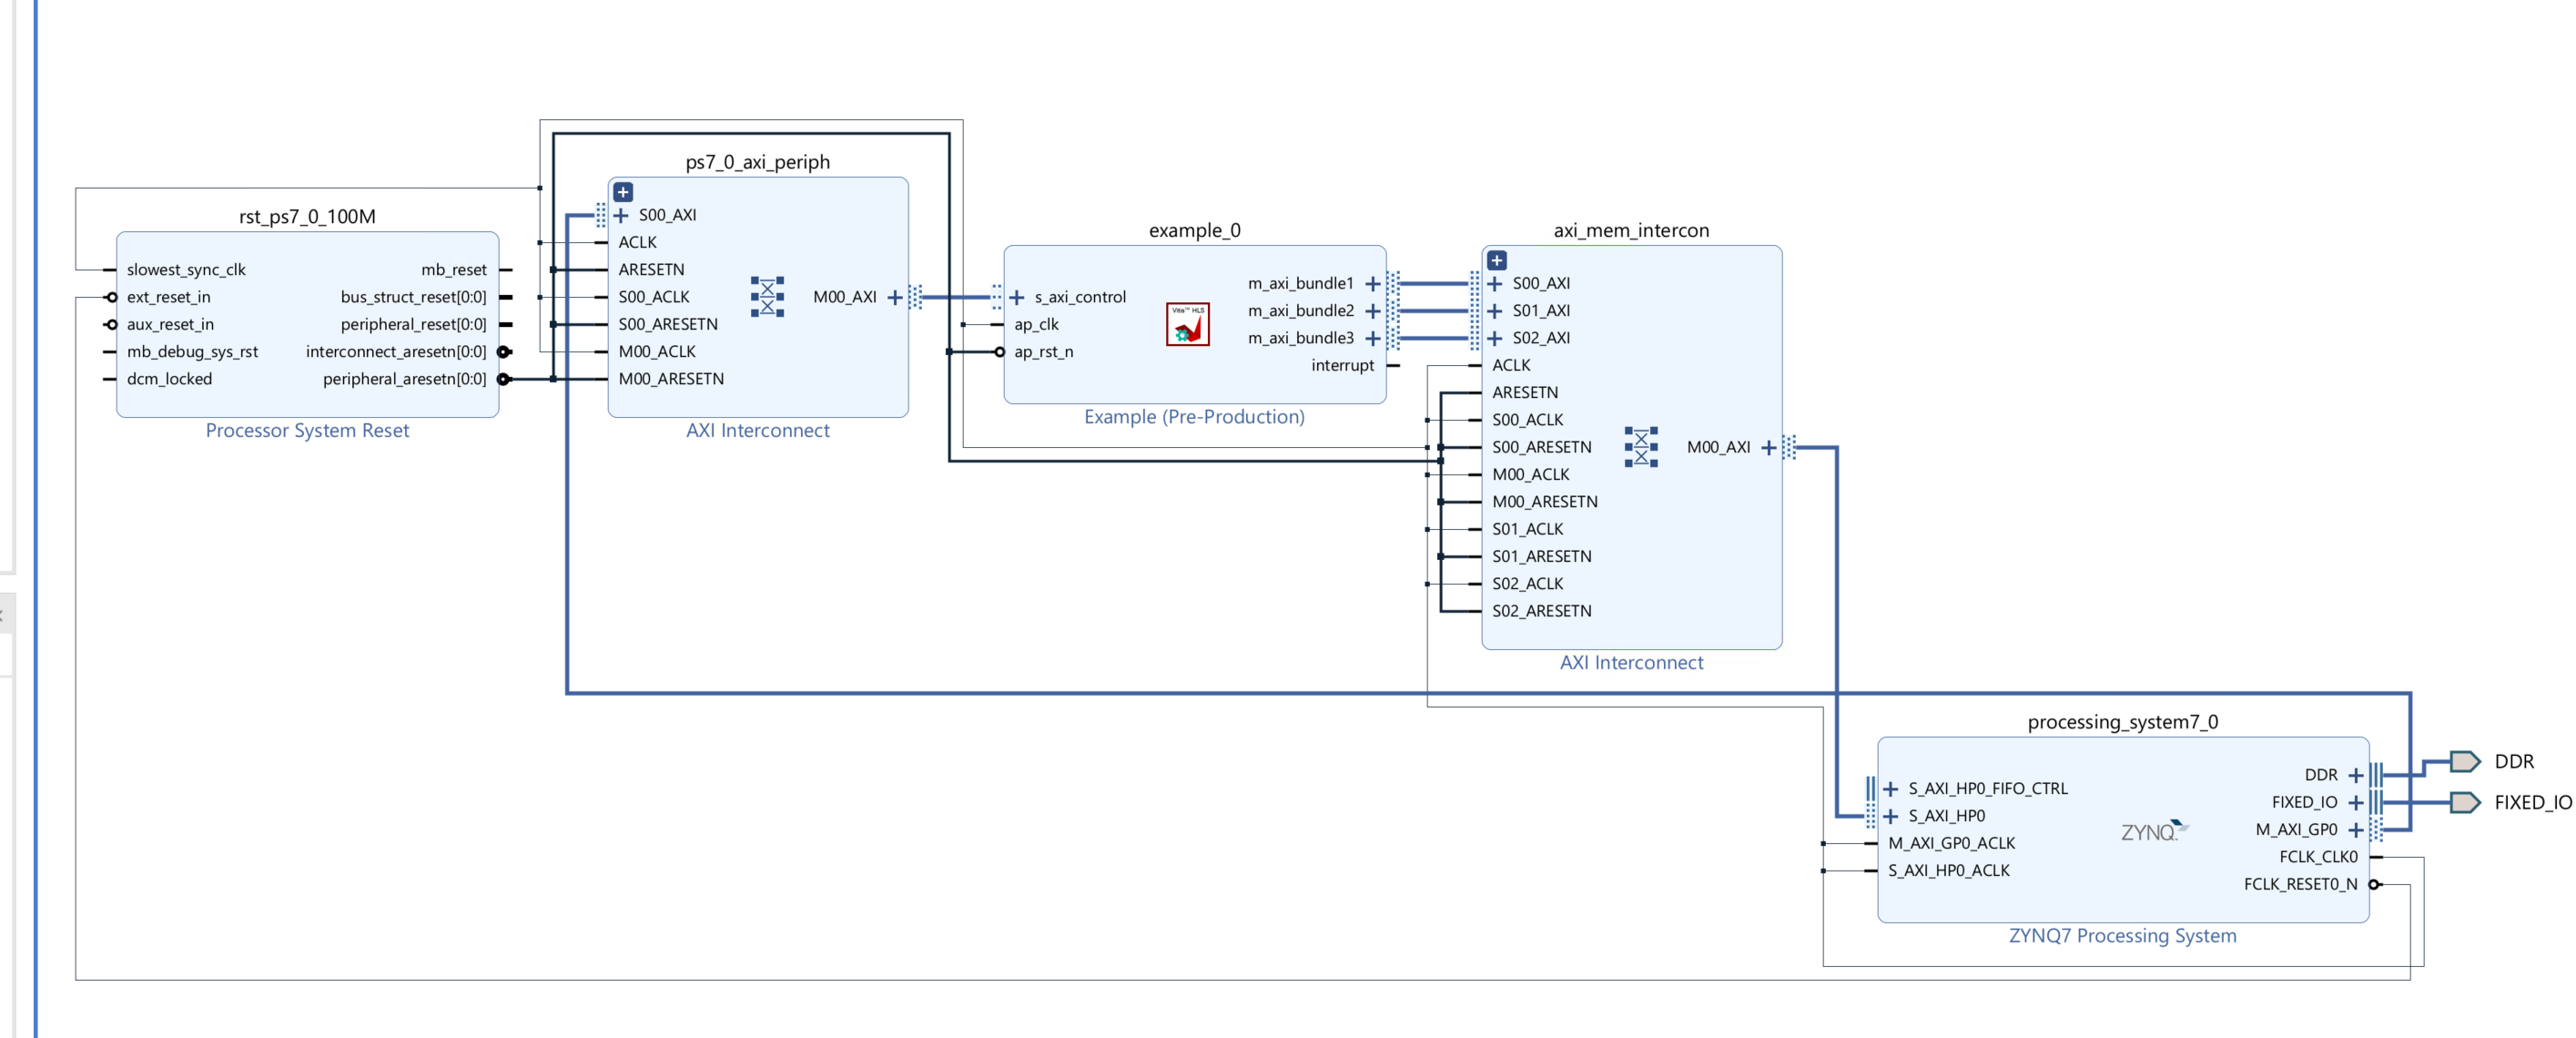 rst_ps7_0_100M
slowest_sync_clk
ext_reset_in
aux_reset_in
mb_debug_sys_rst
dcm_locked
mb_reset
bus_struct_reset[0:0]
peripheral_reset[0:0]
interconnect_aresetn[0:0]
peripheral_aresetn[0:0]
Processor System Reset
ps7_0_axi_periph
S00_AXI
ACLK
ARESETN
S00_ACLK
S00_ARESETN
M00_ACLK
M00_ARESETN
M00_AXI
AXI Interconnect
example_0
s_axi_control
ap_clk
ap_rst_n
Vitis™ HLS
m_axi_bundle1
m_axi_bundle2
m_axi_bundle3
interrupt
Example (Pre-Production)
axi_mem_intercon
S00_AXI
S01_AXI
S02_AXI
ACLK
ARESETN
S00_ACLK
S00_ARESETN
M00_ACLK
M00_ARESETN
S01_ACLK
S01_ARESETN
S02_ACLK
S02_ARESETN
M00_AXI
AXI Interconnect
processing_system7_0
S_AXI_HP0_FIFO_CTRL
S_AXI_HP0
M_AXI_GP0_ACLK
S_AXI_HP0_ACLK
ZYNQ
DDR
FIXED_IO
M_AXI_GP0
FCLK_CLK0
FCLK_RESET0_N
ZYNQ7 Processing System
DDR
FIXED_IO